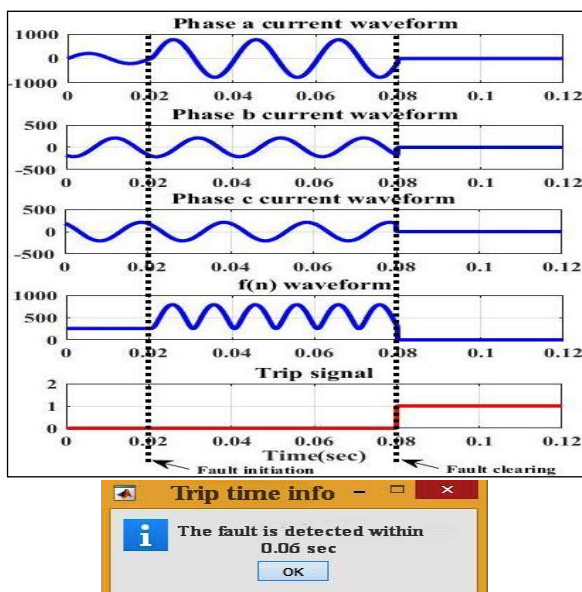 Phase a current waveform
1000
0
-1000
0 0.02 0.04 0.06 0.08 0.1 0.12
Phase b current waveform
500
0
-500
0 0.02 0.04 0.06 0.08 0.1 0.12
Phase c current waveform
500
0
-500
0 0.02 0.04 0.06 0.08 0.1 0.12
f(n) waveform
1000
500
0
0 0.02 0.04 0.06 0.08 0.1 0.12
Trip signal
2
1
0
0 0.02 0.04 0.06 0.08 0.1 0.12
Time(sec)
Fault initiation Fault clearing
Trip time info
The fault is detected within
0.06 sec
OK